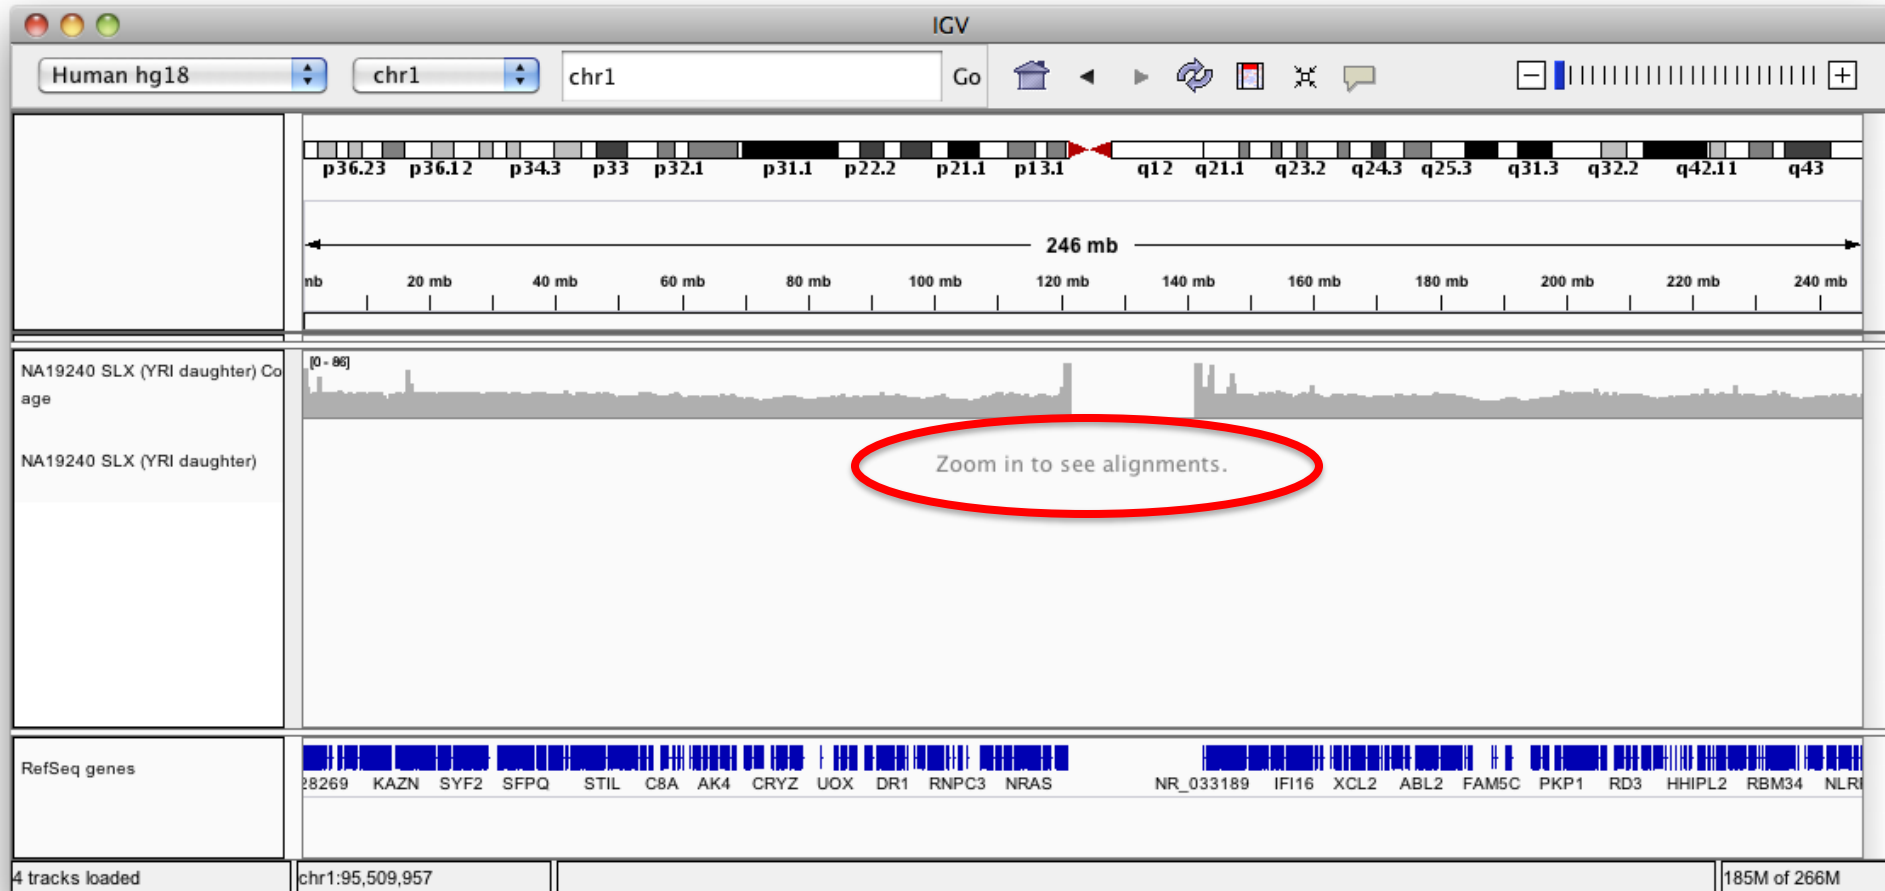 IGV
Human hg18 chr1 chr1 Go
p36.23 p36.12 p34.3 p33 p32.1 p31.1 p22.2 p21.1 p13.1 q12 q21.1 q23.2 q24.3 q25.3 q31.3 q32.2 q42.11 q43
246 mb
mb 20 mb 40 mb 60 mb 80 mb 100 mb 120 mb 140 mb 160 mb 180 mb 200 mb 220 mb 240 mb
[0 - 86]
NA19240 SLX (YRI daughter) Co
age
NA19240 SLX (YRI daughter)
Zoom in to see alignments.
RefSeq genes
28269 KAZN SYF2 SFPQ STIL C8A AK4 CRYZ UOX DR1 RNPC3 NRAS NR_033189 IFI16 XCL2 ABL2 FAM5C PKP1 RD3 HHIPL2 RBM34 NLR
4 tracks loaded chr1:95,509,957 185M of 266M